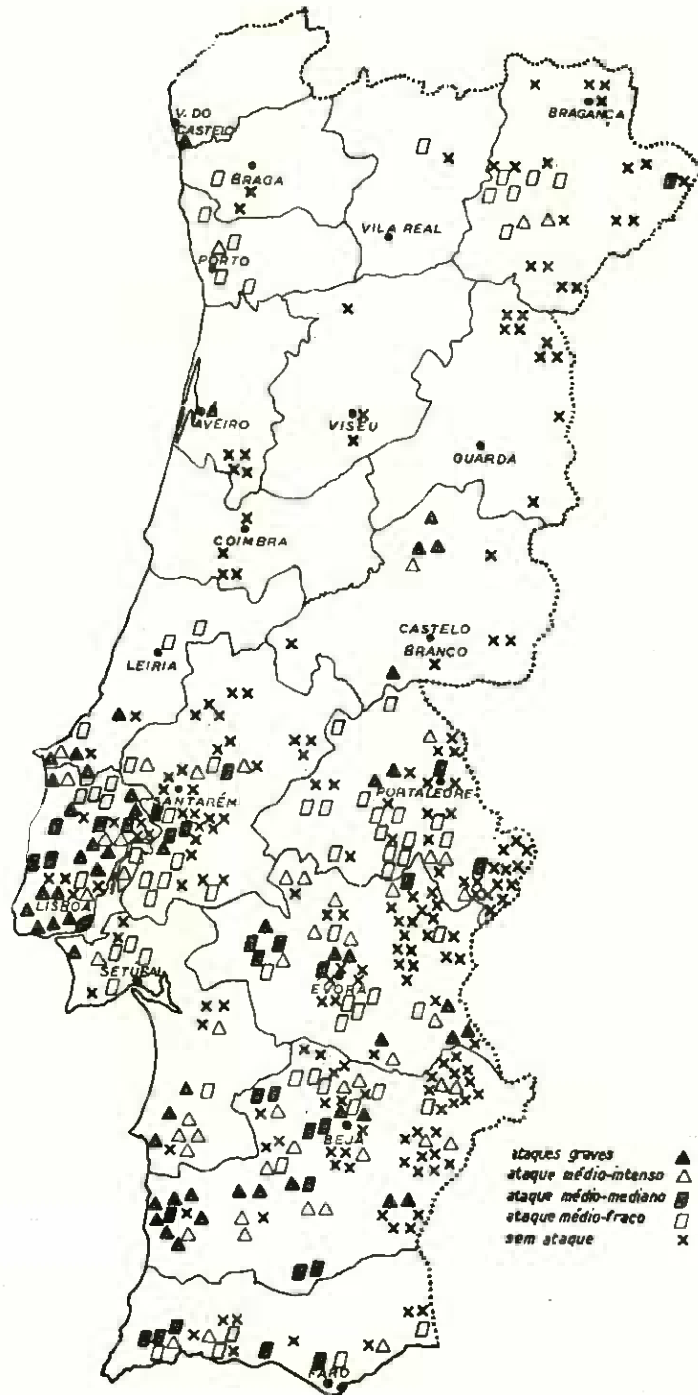 V. DO
CASTELO
BRAGANCA
BRAGA
VILA REAL
PORTO
AVEIRO
VISEU
GUARDA
COIMBRA
CASTELO
BRANCO
LEIRIA
SANTARÉM
PORTALEGRE
LISBOA
SETUBAL
EVORA
BEJA
ataques graves
ataque médio-intenso
ataque médio-mediano
ataque médio-fraco
sem ataque
FARO